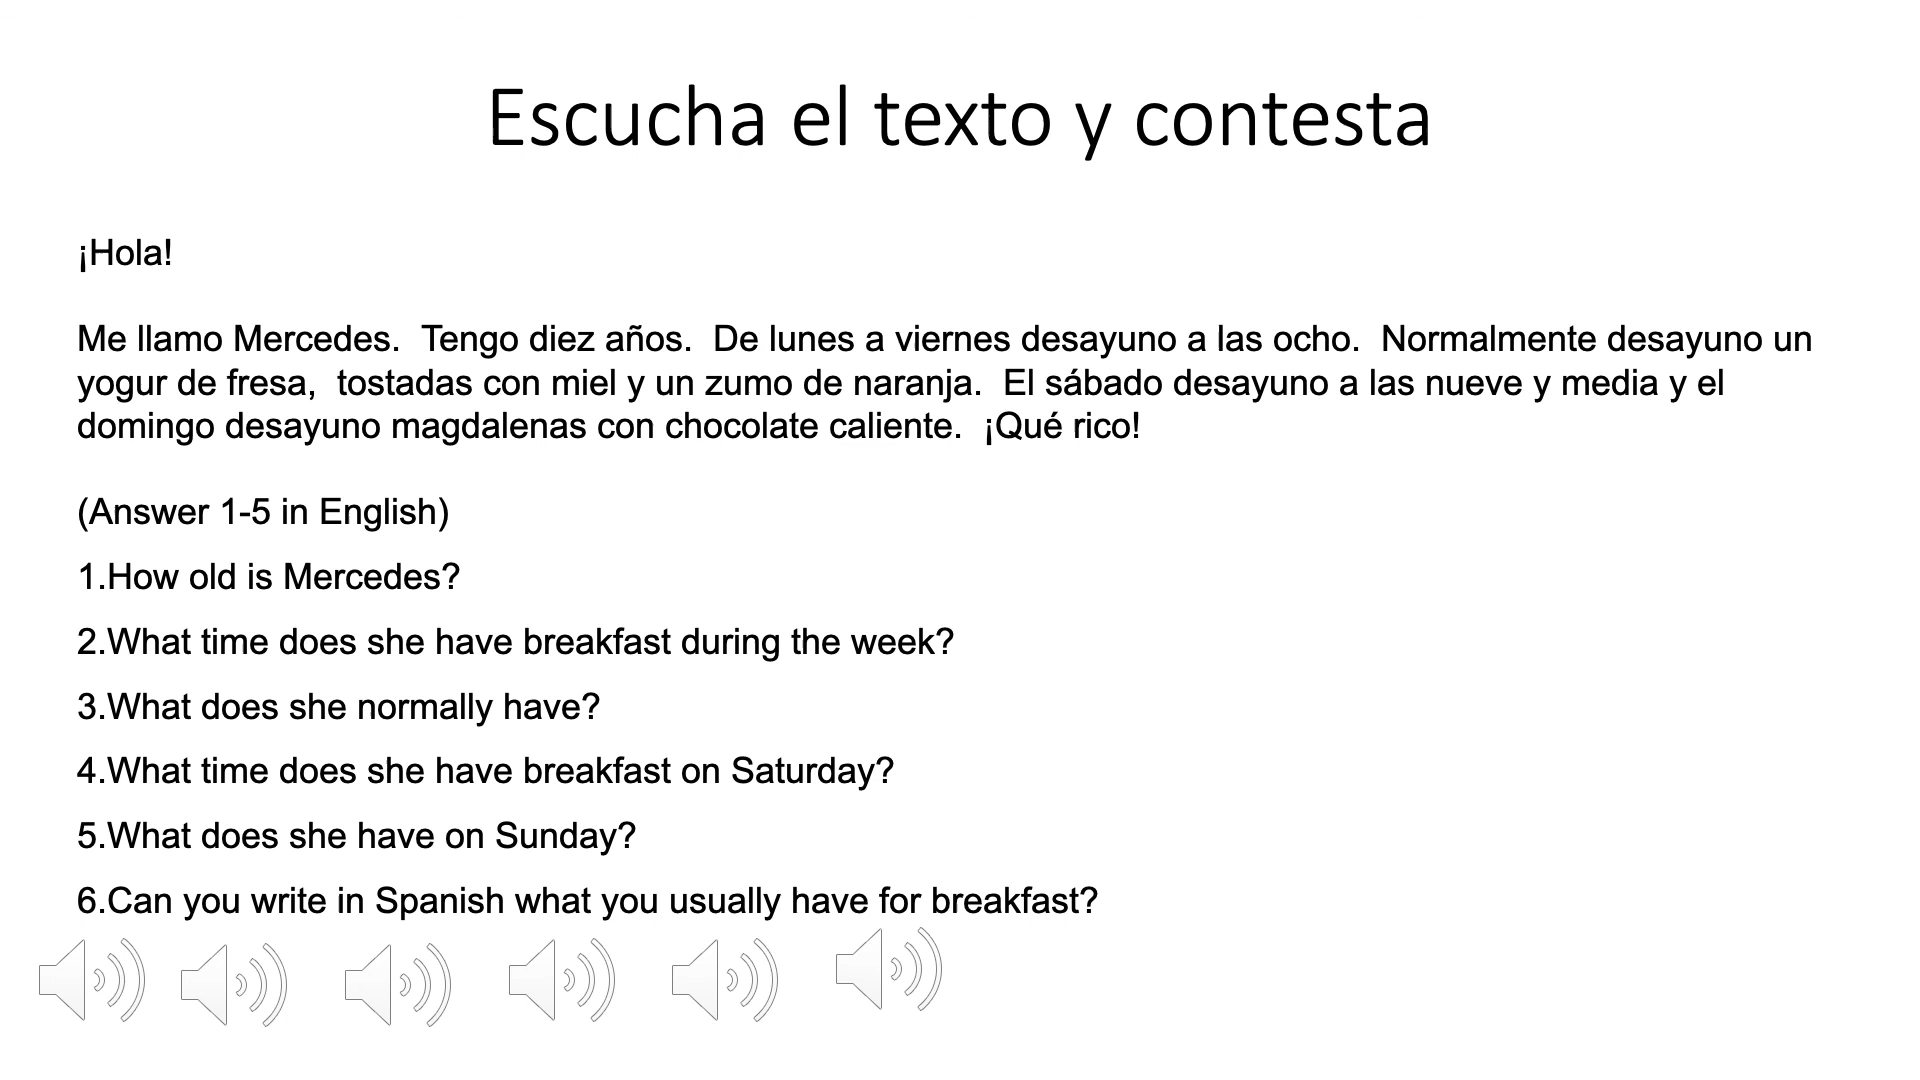 Escucha el texto y contesta
¡Hola!
Me llamo Mercedes.  Tengo diez años.  De lunes a viernes desayuno a las ocho.  Normalmente desayuno un
yogur de fresa,  tostadas con miel y un zumo de naranja.  El sábado desayuno a las nueve y media y el
domingo desayuno magdalenas con chocolate caliente.  ¡Qué rico!
(Answer 1-5 in English)
1.How old is Mercedes?
2.What time does she have breakfast during the week?
3.What does she normally have?
4.What time does she have breakfast on Saturday?
5.What does she have on Sunday?
6.Can you write in Spanish what you usually have for breakfast?